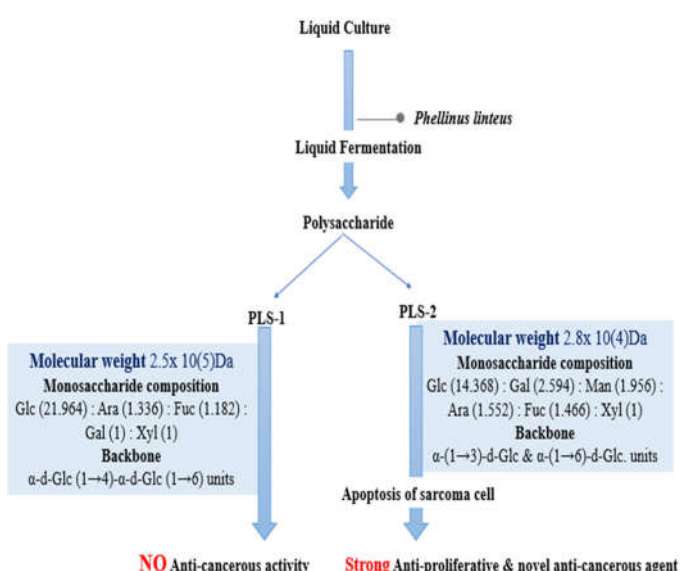 Liquid Culture
Phellinus linteus
Liquid Fermentation
Polysaccharide
PLS-1
Molecular weight 2.5x 10(5)Da
Monosaccharide composition
Glc (21.964) : Ara (1.336) : Fuc (1.182) :
Gal (1) : Xyl (1)
Backbone
α-d-Glc (1→4)-α-d-Glc (1→6) units
NO Anti-cancerous activity
PLS-2
Molecular weight 2.8x 10(4)Da
Monosaccharide composition
Glc (14.368) : Gal (2.594) : Man (1.956) :
Ara (1.552) : Fuc (1.466) : Xyl (1)
Backbone
α-(1→3)-d-Glc & α-(1→6)-d-Glc. units
Apoptosis of sarcoma cell
Strong Anti-proliferative & novel anti-cancerous agent